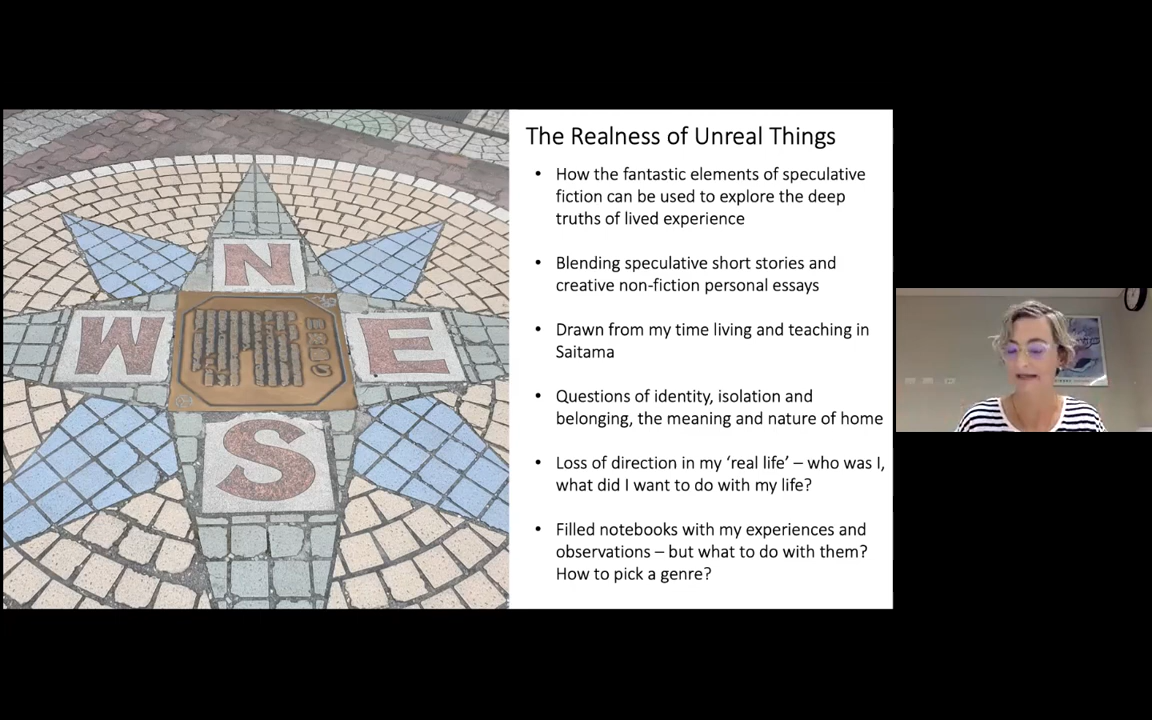 The Realness of Unreal Things
• How the fantastic elements of speculative
fiction can be used to explore the deep
truths of lived experience
• Blending speculative short stories and
creative non-fiction personal essays
• Drawn from my time living and teaching in
Saitama
• Questions of identity, isolation and
belonging, the meaning and nature of home
• Loss of direction in my ‘real life’ – who was I,
what did I want to do with my life?
• Filled notebooks with my experiences and
observations – but what to do with them?
How to pick a genre?
N
W E
S